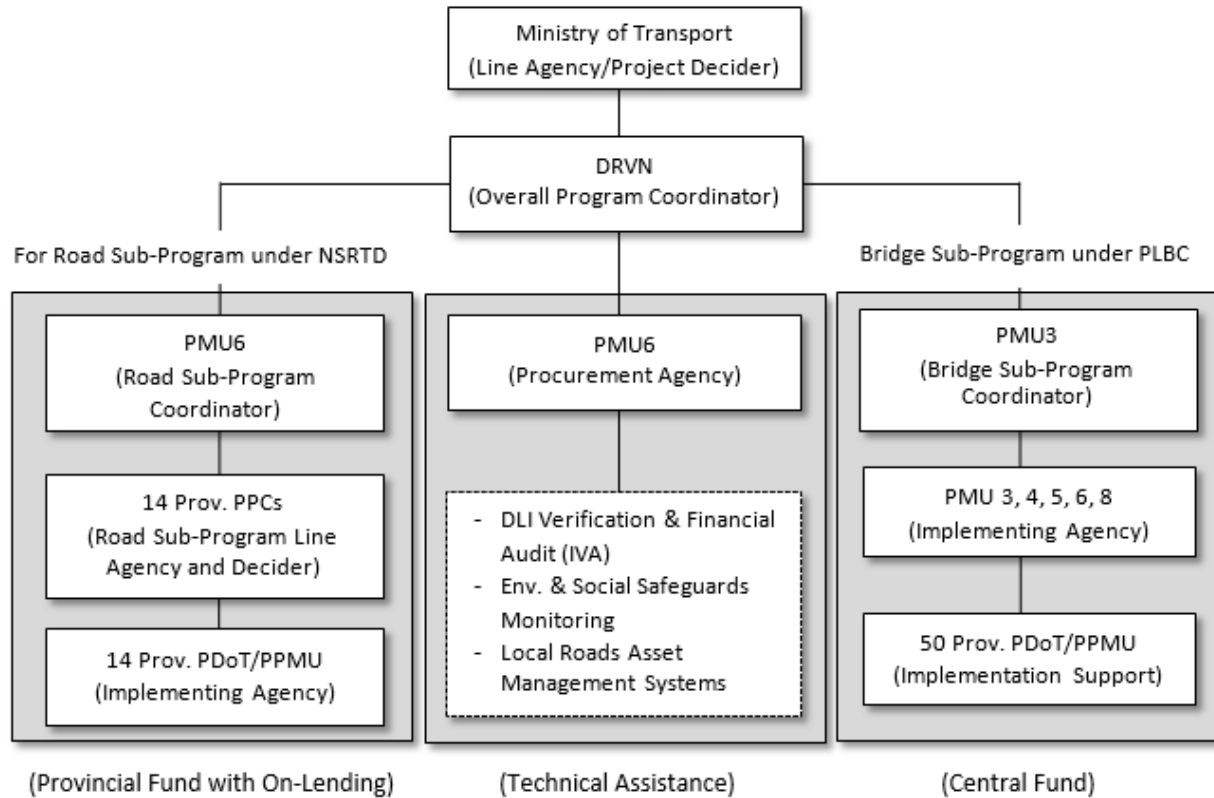 Ministry of Transport
(Line Agency/Project Decider)
DRVN
(Overall Program Coordinator)
For Road Sub-Program under NSRTD
Bridge Sub-Program under PLBC
PMU6
(Road Sub-Program
Coordinator)
14 Prov. PPCs
(Road Sub-Program Line
Agency and Decider)
14 Prov. PDoT/PPMU
(Implementing Agency)
PMU6
(Procurement Agency)
- DLI Verification & Financial
Audit (IVA)
- Env. & Social Safeguards
Monitoring
- Local Roads Asset
Management Systems
PMU3
(Bridge Sub-Program
Coordinator)
PMU 3, 4, 5, 6, 8
(Implementing Agency)
50 Prov. PDoT/PPMU
(Implementation Support)
(Provincial Fund with On-Lending)
(Technical Assistance)
(Central Fund)